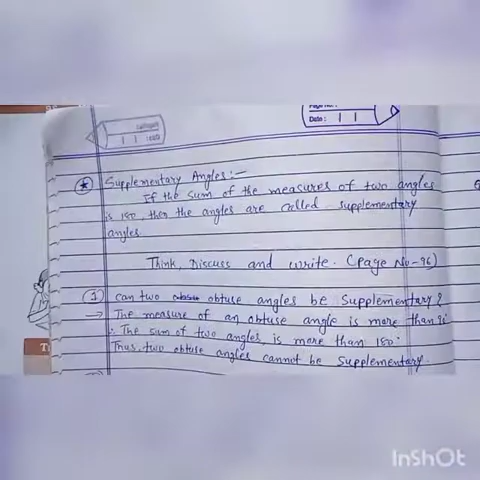 Date :
Supplementary Angles:-
If the sum of the measures of two angles
is 180, then the angles are called supplementary
angles.
Think, Discuss and write. (page No-96)
1 can two obtuse angles be Supplementary?
→ The measure of an obtuse angle is more than
∴ The sum of two angles is more than 180°
Thus, two obtuse angles cannot be Supplementary.
InShOt